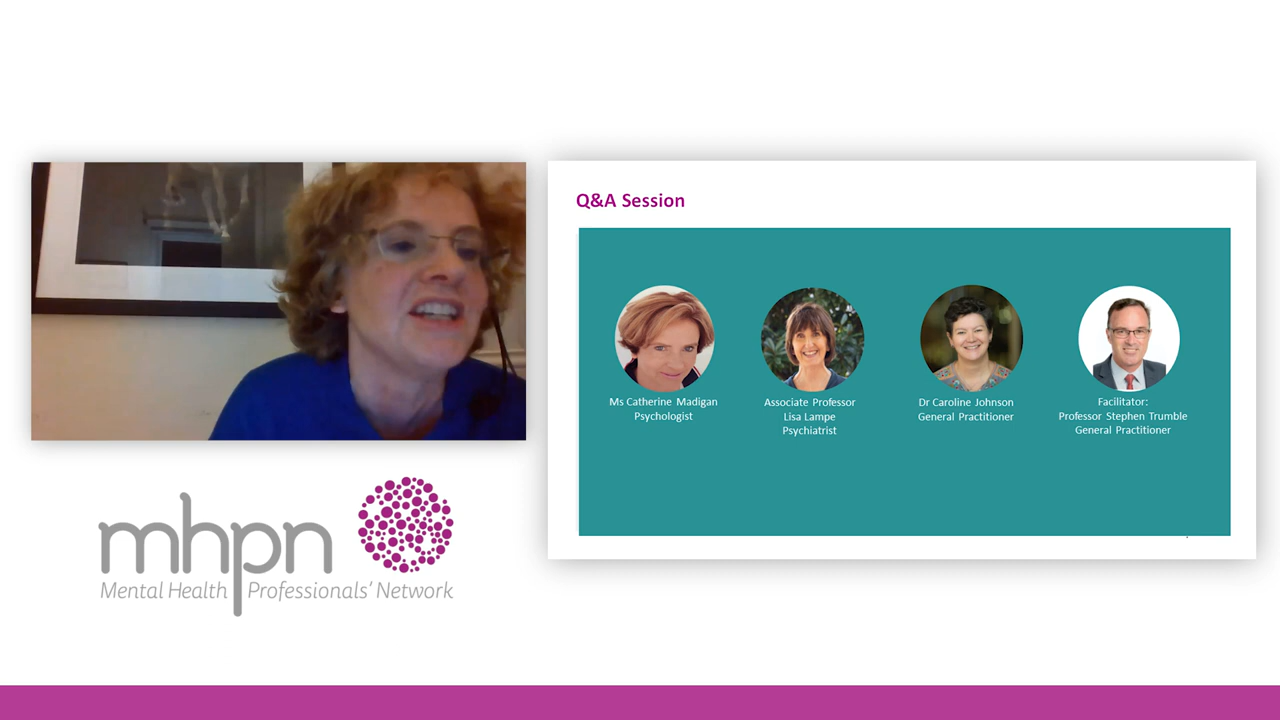 Q&A Session
Ms Catherine Madigan
Psychologist
Associate Professor
Lisa Lampe
Psychiatrist
Dr Caroline Johnson
General Practitioner
Facilitator:
Professor Stephen Trumble
General Practitioner
mhpn
Mental Health Professionals' Network